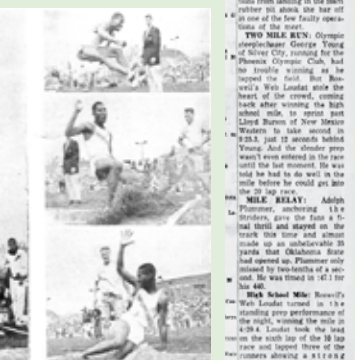 tions from landing in the
rubber pit shook the bar off
in one of the few faulty opera-
tions of the meet.
TWO MILE RUN: Olympic
steeplechaser George Young
of Silver City, running for the
Phoenix Olympic Club, had
no trouble winning as he
lapped the field. But Ros-
well's Web Loudat stole the
heart of the crowd, coming
back after winning the high
school mile, to sprint past
Lloyd Burson of New Mexico
Western to take second in
just 12 seconds behind
Young. And the slender prep
wasn't even entered in the race
until the last moment. He was
told he had to do well in the
mile before he could get into
the 20 lap race.
MILE RELAY: Adolph
Plummer, anchoring the
Striders, gave the fans a fi-
nal thrill and stayed on the
track this time and almost
made up an unbelievable 35
yards that Oklahoma State
had opened up. Plummer only
missed by two-tenths of a sec-
ond. He was timed in :47.1 for
his 440.
High School Mile: Roswell's
Web Loudat turned in the
standing prep performance of
the night, winning the mile in
4:29.4. Loudat took the lead
on the sixth lap of the 10 lap
race and lapped three of the
runners showing a strong